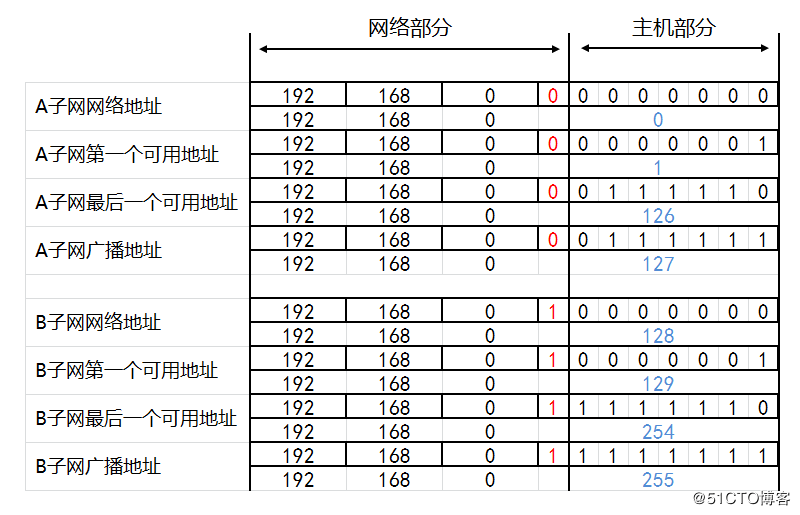 网络部分 主机部分
A子网网络地址 192 168 0 0 0 0 0 0 0 0 0
192 168 0 0
A子网第一个可用地址 192 168 0 0 0 0 0 0 0 0 1
192 168 0 1
A子网最后一个可用地址 192 168 0 0 0 1 1 1 1 1 0
192 168 0 126
A子网广播地址 192 168 0 0 0 1 1 1 1 1 1
192 168 0 127
B子网网络地址 192 168 0 1 0 0 0 0 0 0 0
192 168 0 128
B子网第一个可用地址 192 168 0 1 0 0 0 0 0 0 1
192 168 0 129
B子网最后一个可用地址 192 168 0 1 1 1 1 1 1 1 0
192 168 0 254
B子网广播地址 192 168 0 1 1 1 1 1 1 1 1
192 168 0 255
@51CTO博客